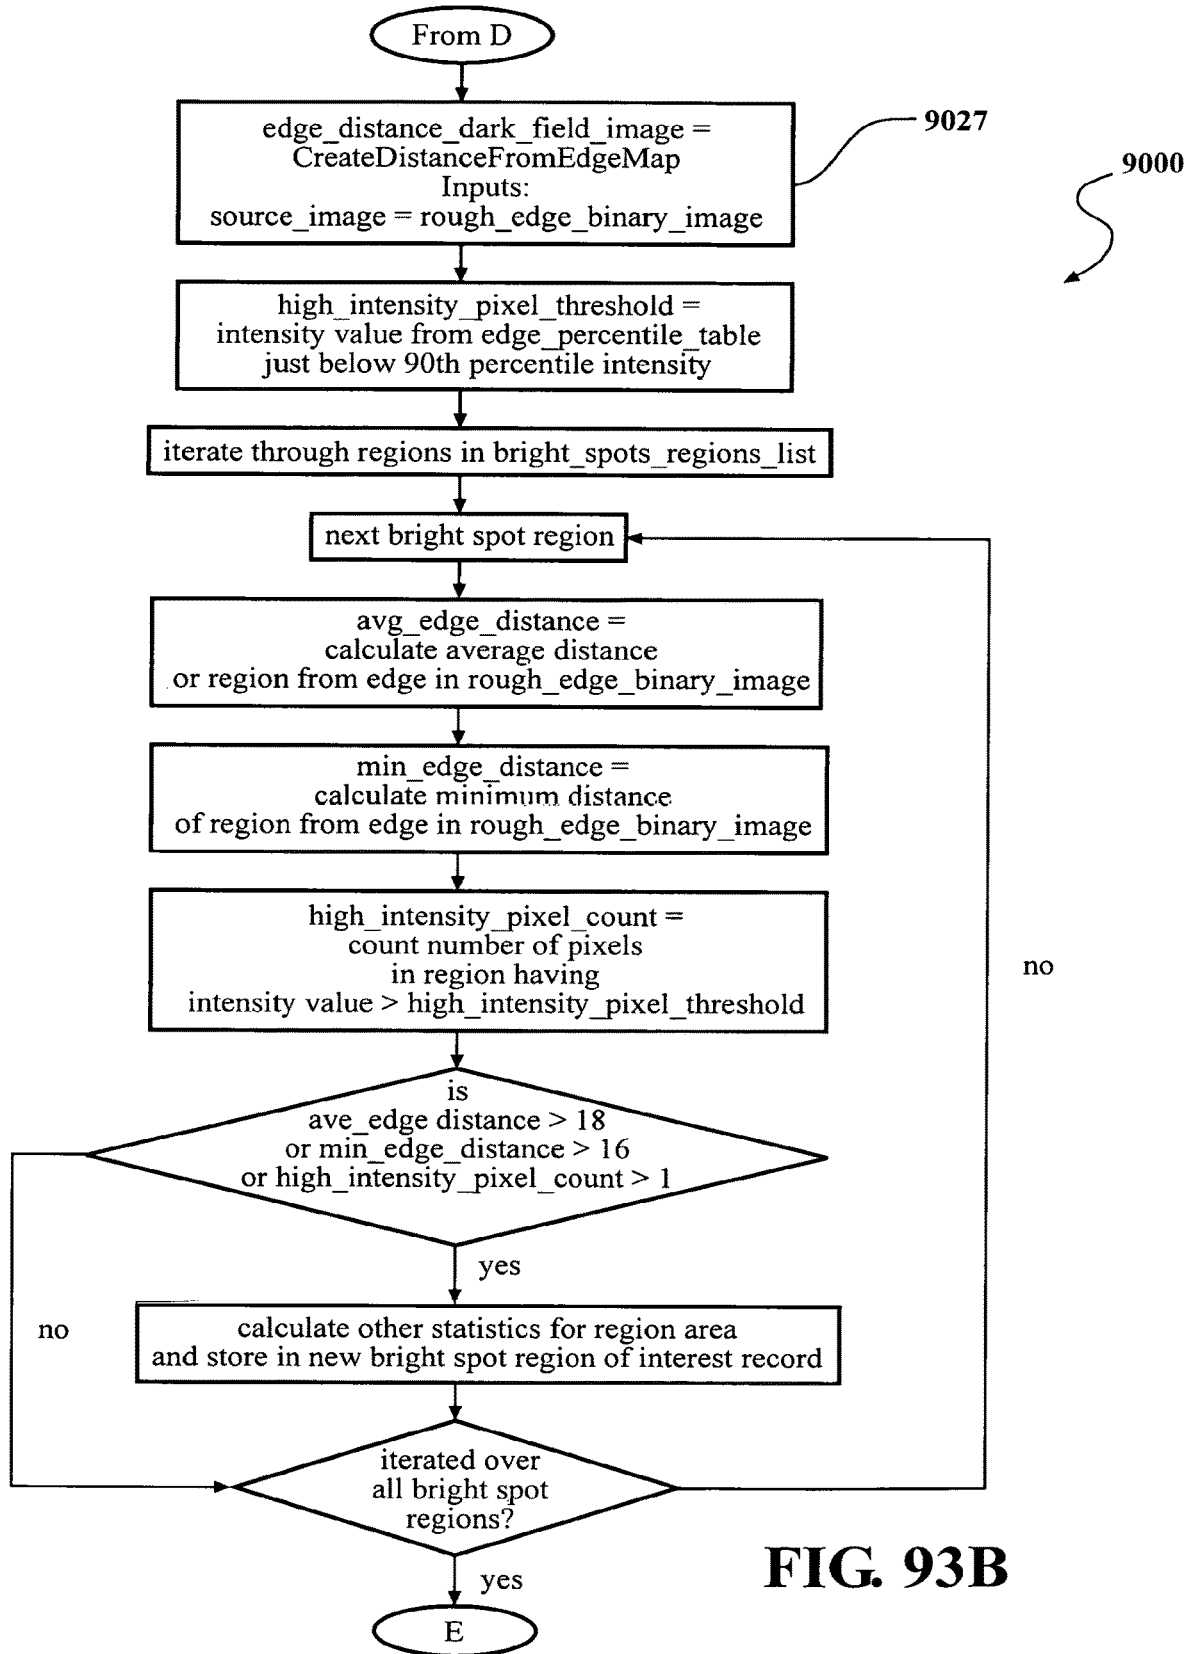 From D
edge_distance_dark_field_image =
CreateDistanceFromEdgeMap
Inputs:
source_image = rough_edge_binary_image
9027
9000
high_intensity_pixel_threshold =
intensity value from edge_percentile_table
just below 90th percentile intensity
iterate through regions in bright_spots_regions_list
next bright spot region
avg_edge_distance =
calculate average distance
or region from edge in rough_edge_binary_image
min_edge_distance =
calculate minimum distance
of region from edge in rough_edge_binary_image
high_intensity_pixel_count =
count number of pixels
in region having
intensity value > high_intensity_pixel_threshold
no
is
ave_edge distance > 18
or min_edge_distance > 16
or high_intensity_pixel_count > 1
yes
no
calculate other statistics for region area
and store in new bright spot region of interest record
iterated over
all bright spot
regions?
yes
E
FIG. 93B